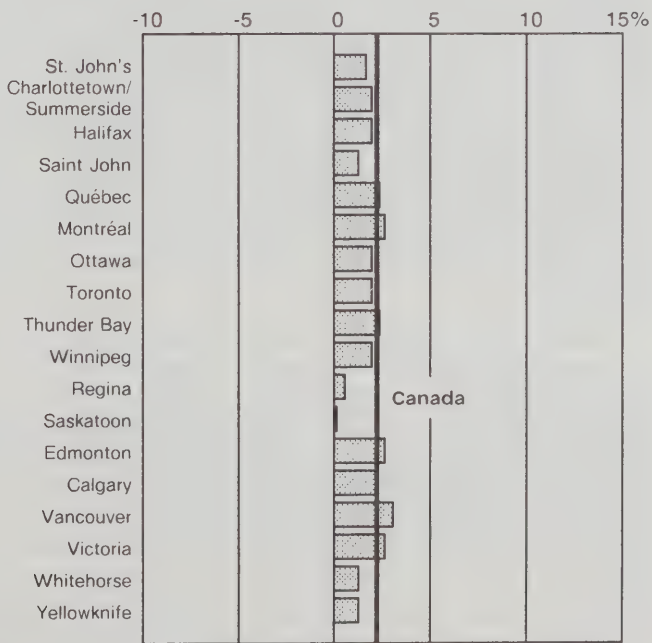 -10 -5 0 5 10 15%
St. John's
Charlottetown/
Summerside
Halifax
Saint John
Québec
Montréal
Ottawa
Toronto
Thunder Bay
Winnipeg
Regina
Canada
Saskatoon
Edmonton
Calgary
Vancouver
Victoria
Whitehorse
Yellowknife